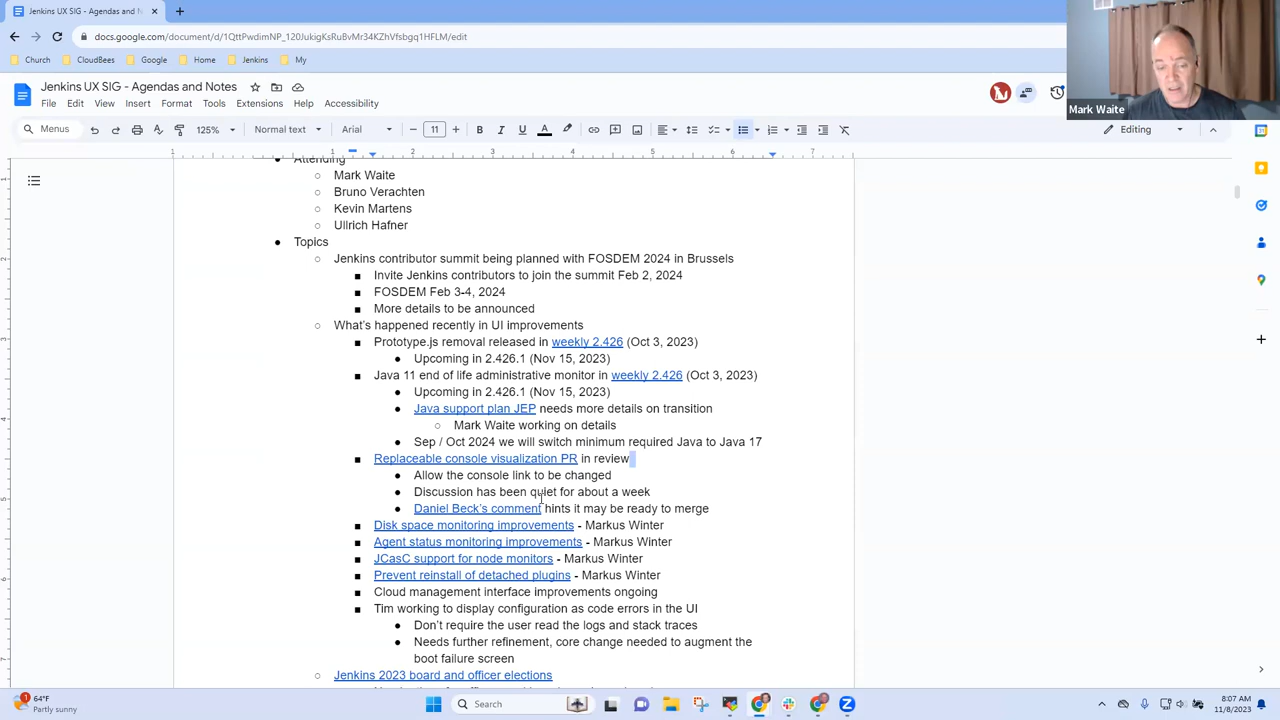 Jenkins UX SIG - Agendas and N
docs.google.com/document/d/1QttPwdimNP_120JukigKsRuBvMr34KZhVfsbgq1HFLM/edit
Church CloudBees Google Home Jenkins My
Jenkins UX SIG - Agendas and Notes
File Edit View Insert Format Tools Extensions Help Accessibility
Mark Waite
Menus 125% Normal text Arial 11 Editing
1 1 2 3 4 5 6 7
Attending
Mark Waite
Bruno Verachten
Kevin Martens
Ullrich Hafner
Topics
Jenkins contributor summit being planned with FOSDEM 2024 in Brussels
Invite Jenkins contributors to join the summit Feb 2, 2024
FOSDEM Feb 3-4, 2024
More details to be announced
What's happened recently in UI improvements
Prototype.js removal released in weekly 2.426 (Oct 3, 2023)
Upcoming in 2.426.1 (Nov 15, 2023)
Java 11 end of life administrative monitor in weekly 2.426 (Oct 3, 2023)
Upcoming in 2.426.1 (Nov 15, 2023)
Java support plan JEP needs more details on transition
Mark Waite working on details
Sep / Oct 2024 we will switch minimum required Java to Java 17
Replaceable console visualization PR in review
Allow the console link to be changed
Discussion has been quiet for about a week
Daniel Beck's comment hints it may be ready to merge
Disk space monitoring improvements - Markus Winter
Agent status monitoring improvements - Markus Winter
JCasC support for node monitors - Markus Winter
Prevent reinstall of detached plugins - Markus Winter
Cloud management interface improvements ongoing
Tim working to display configuration as code errors in the UI
Don't require the user read the logs and stack traces
Needs further refinement, core change needed to augment the
boot failure screen
Jenkins 2023 board and officer elections
64°F
Partly sunny
Search
8:07 AM
11/8/2023